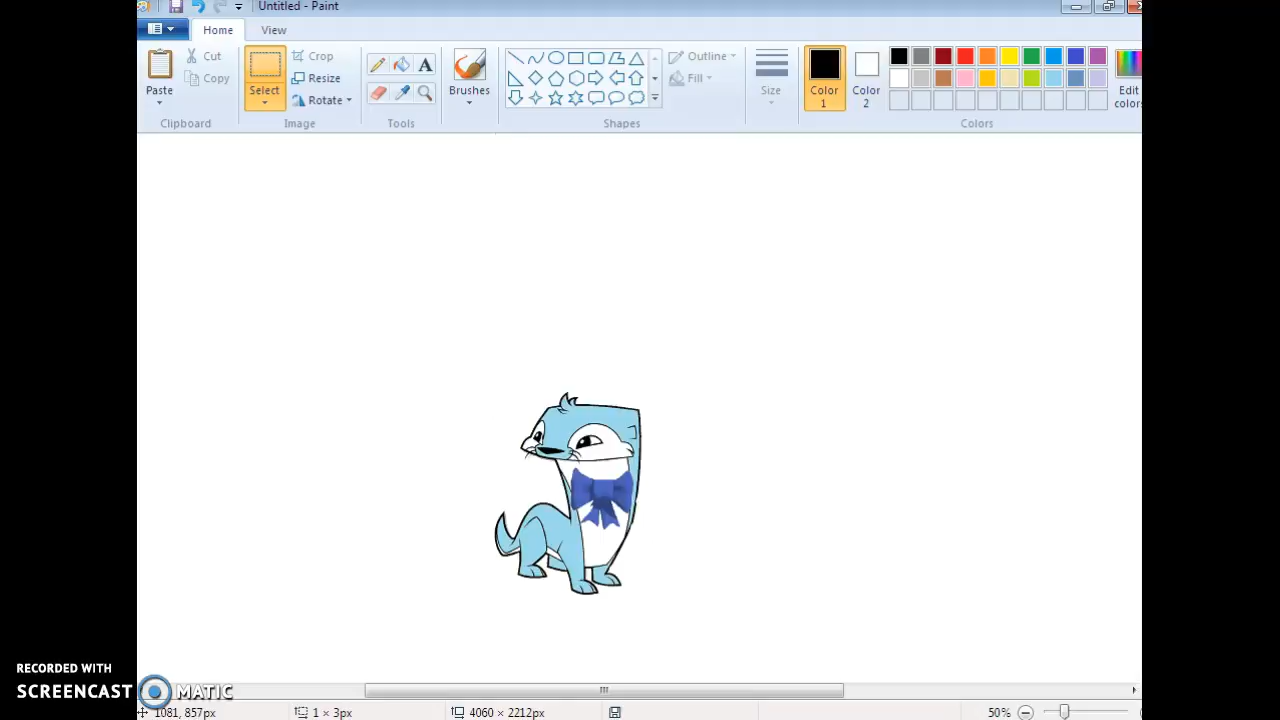 Untitled - Paint
Home
View
Paste
Cut
Copy
Clipboard
Select
Crop
Resize
Rotate
Image
A
Tools
Brushes
Outline
Fill
Shapes
Size
Color
1
Color
2
Edit
colors
Colors
RECORDED WITH
SCREENCAST MATIC
1081, 857px
1 × 3px
4060 × 2212px
50%